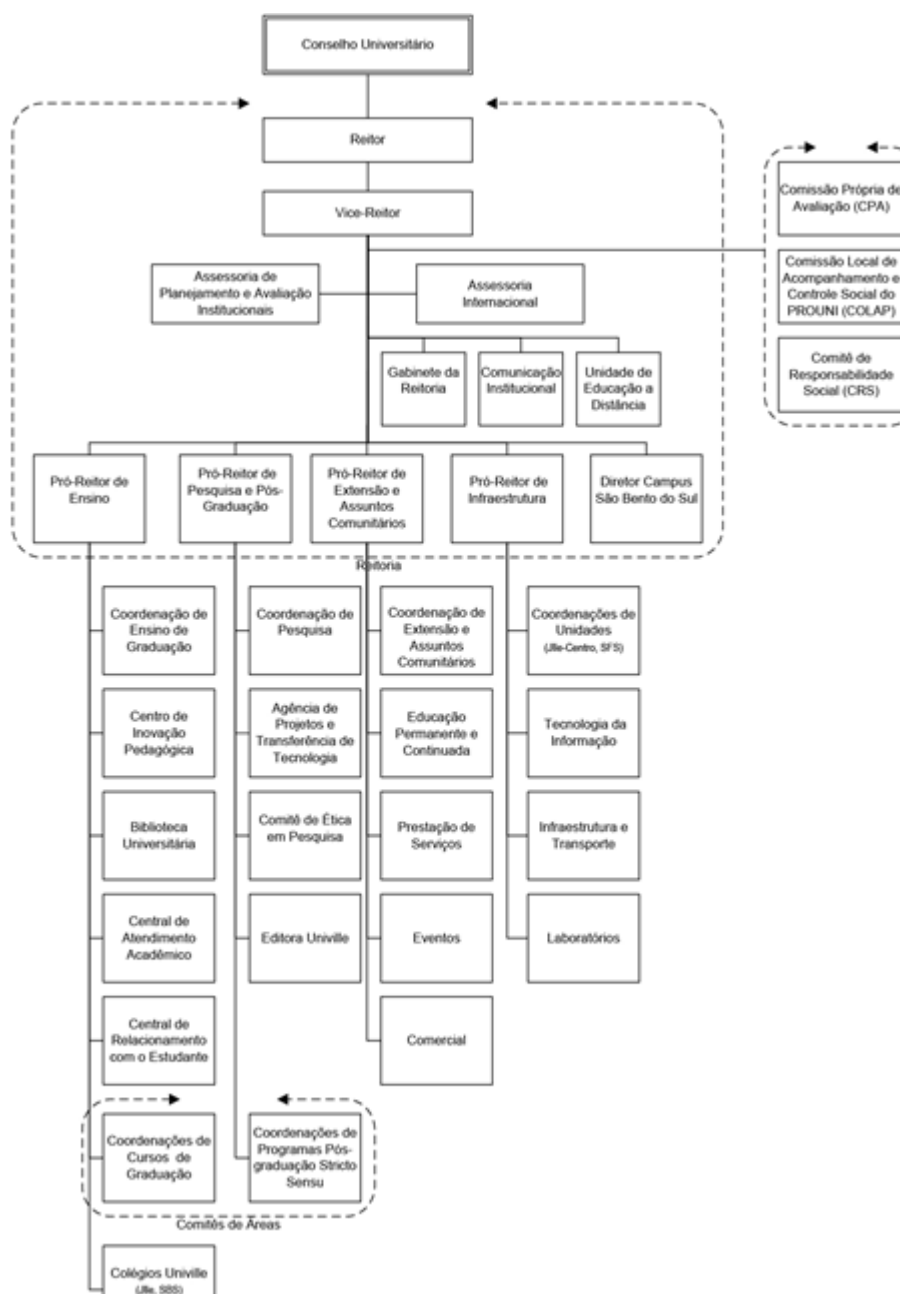 Conselho Universitário
Reitor
Vice-Reitor
Comissão Própria de
Avaliação (CPA)
Comissão Local de
Acompanhamento e
Controle Social do
PROUNI (COLAP)
Comitê de
Responsabilidade
Social (CRS)
Assessoria de
Planejamento e Avaliação
Institucionais
Assessoria
Internacional
Gabinete da
Reitoria
Comunicação
Institucional
Unidade de
Educação a
Distância
Pró-Reitor de
Ensino
Pró-Reitor de
Pesquisa e Pós-
Graduação
Pró-Reitor de
Extensão e
Assuntos
Comunitários
Pró-Reitor de
Infraestrutura
Diretor Campus
São Bento do Sul
Reitoria
Coordenação de
Ensino de
Graduação
Coordenação de
Pesquisa
Coordenação de
Extensão e
Assuntos
Comunitários
Coordenações de
Unidades
(Jlle-Centro, SFS)
Centro de
Inovação
Pedagógica
Agência de
Projetos e
Transferência de
Tecnologia
Educação
Permanente e
Continuada
Tecnologia da
Informação
Biblioteca
Universitária
Comitê de Ética
em Pesquisa
Prestação de
Serviços
Infraestrutura e
Transporte
Central de
Atendimento
Acadêmico
Editora Univille
Eventos
Laboratórios
Central de
Relacionamento
com o Estudante
Comercial
Coordenações de
Cursos de
Graduação
Coordenações de
Programas Pós-
graduação Stricto
Sensu
Comitês de Áreas
Colégios Univille
(Jlle, SBS)